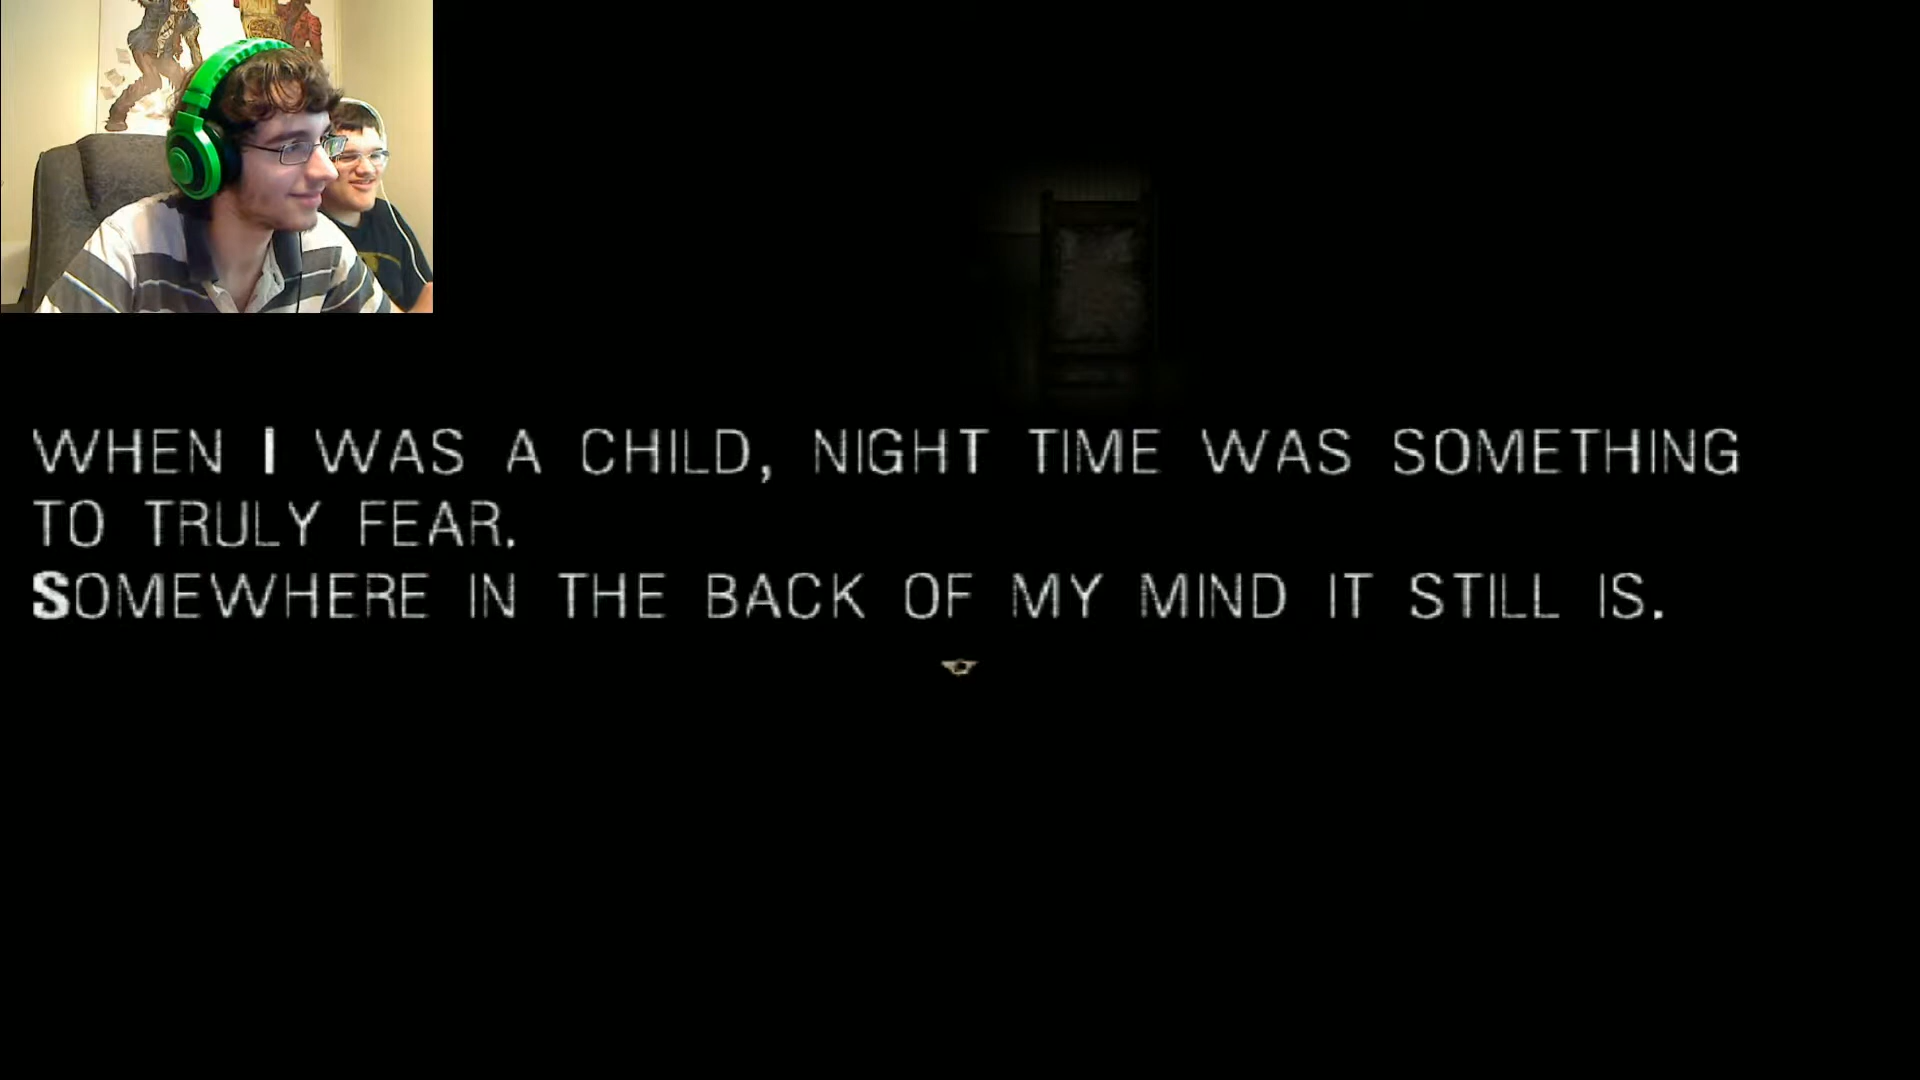 WHEN I WAS A CHILD, NIGHT TIME WAS SOMETHING
TO TRULY FEAR.
SOMEWHERE IN THE BACK OF MY MIND IT STILL IS.